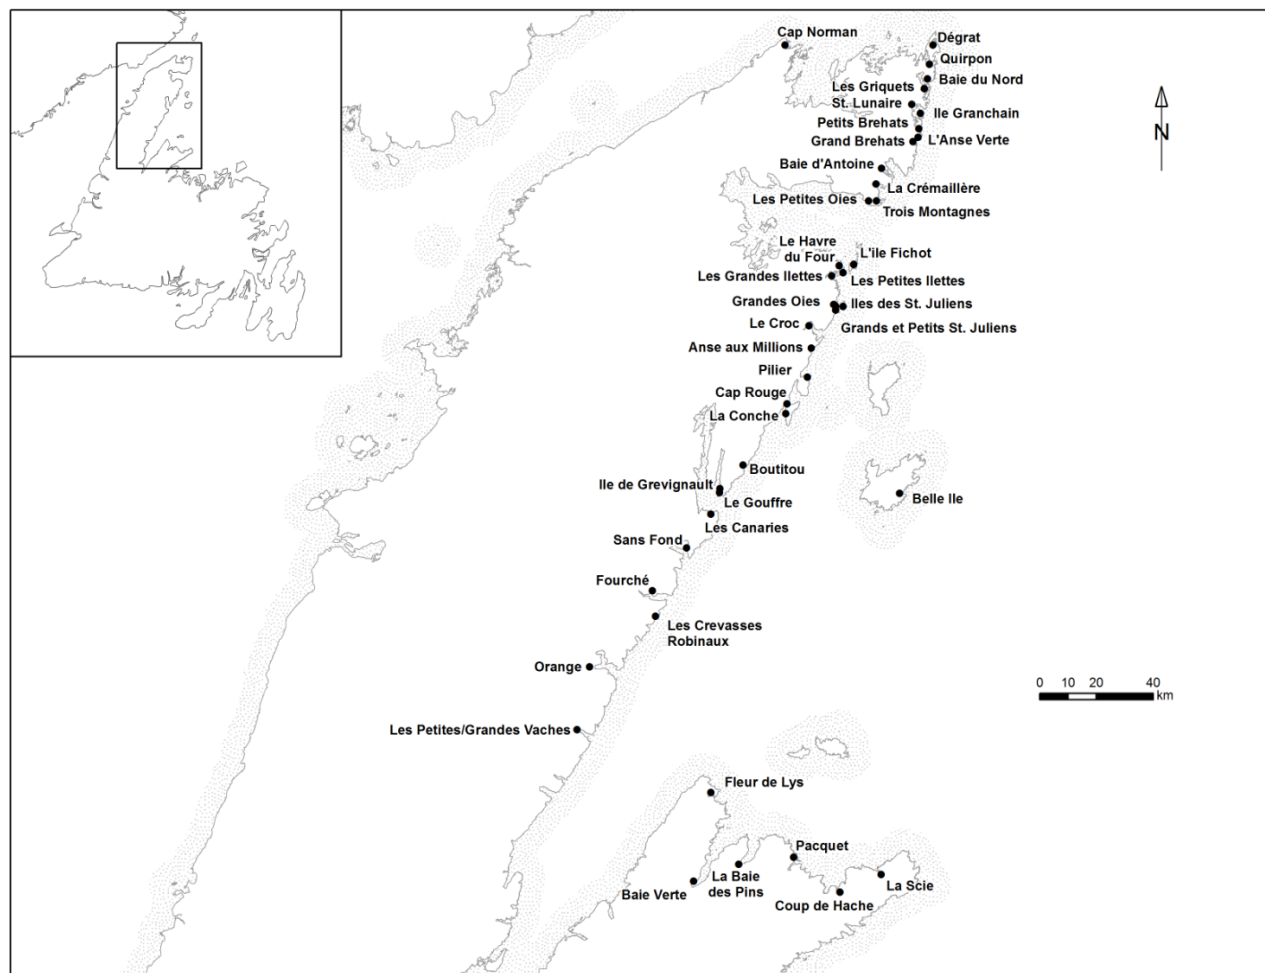 Cap Norman
Dégrat
Quirpon
Baie du Nord
Les Griquets
St. Lunaire
Ile Granchain
Petits Brehats
Grand Brehats
L'Anse Verte
N
Baie d'Antoine
La Crémaillère
Les Petites Oies
Trois Montagnes
Le Havre
du Four
L'ile Fichot
Les Grandes Ilettes
Les Petites Ilettes
Grandes Oies
Iles des St. Juliens
Le Croc
Grands et Petits St. Juliens
Anse aux Millions
Pilier
Cap Rouge
La Conche
Boutitou
Ile de Grevignault
Le Gouffre
Belle Ile
Les Canaries
Sans Fond
Fourché
Les Crevasses
Robinaux
Orange
0 10 20 40
km
Les Petites/Grandes Vaches
Fleur de Lys
Pacquet
La Baie
des Pins
Baie Verte
La Scie
Coup de Hache